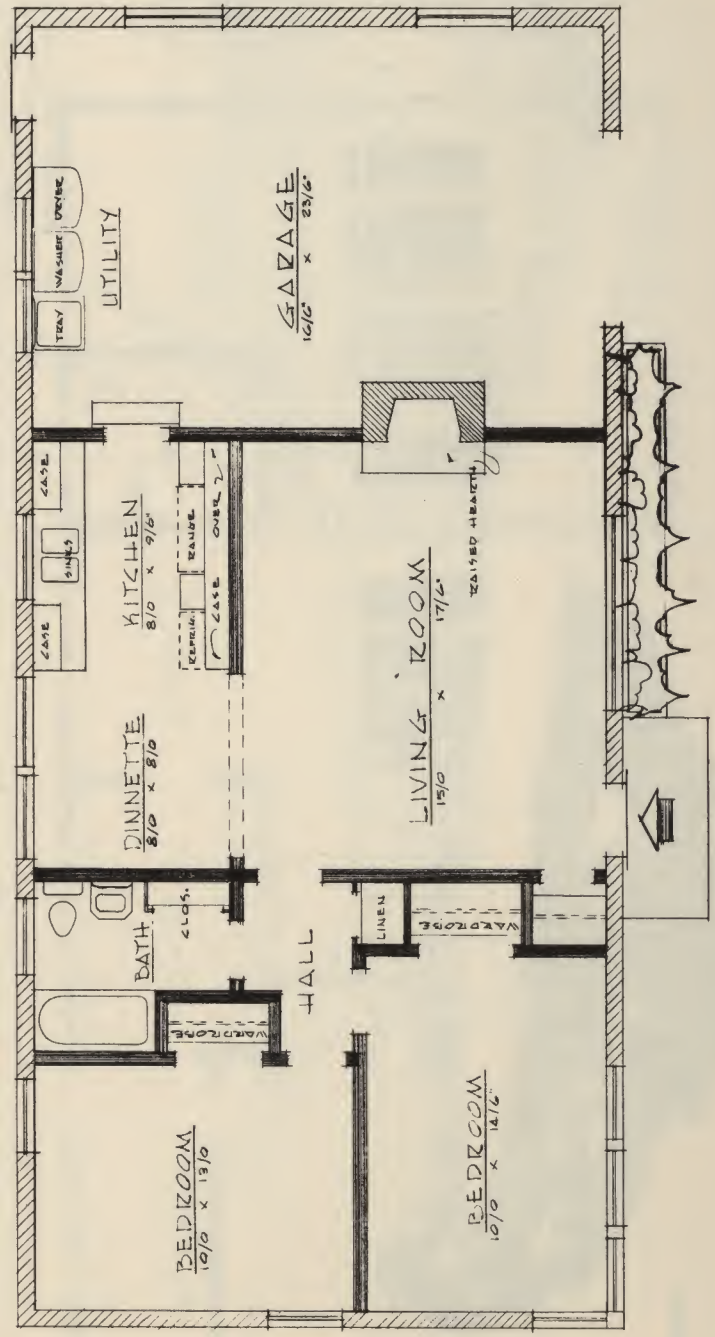 BEDROOM
10/0 x 13/0
WARDROBE
BATH
CLOS.
HALL
BEDROOM
10/0 x 14/6"
LINEN
WARDROBE
DINNETTE
8/0 x 8/0
KITCHEN
8/0 x 9/6"
CASE
SINKS
CASE
REFRIG.
RANGE
CASE OVER
LIVING ROOM
15/0 x 17/6"
RAISED HEARTH
TRAY
WASHER
DRYER
UTILITY
GARAGE
16/6" x 23/6"